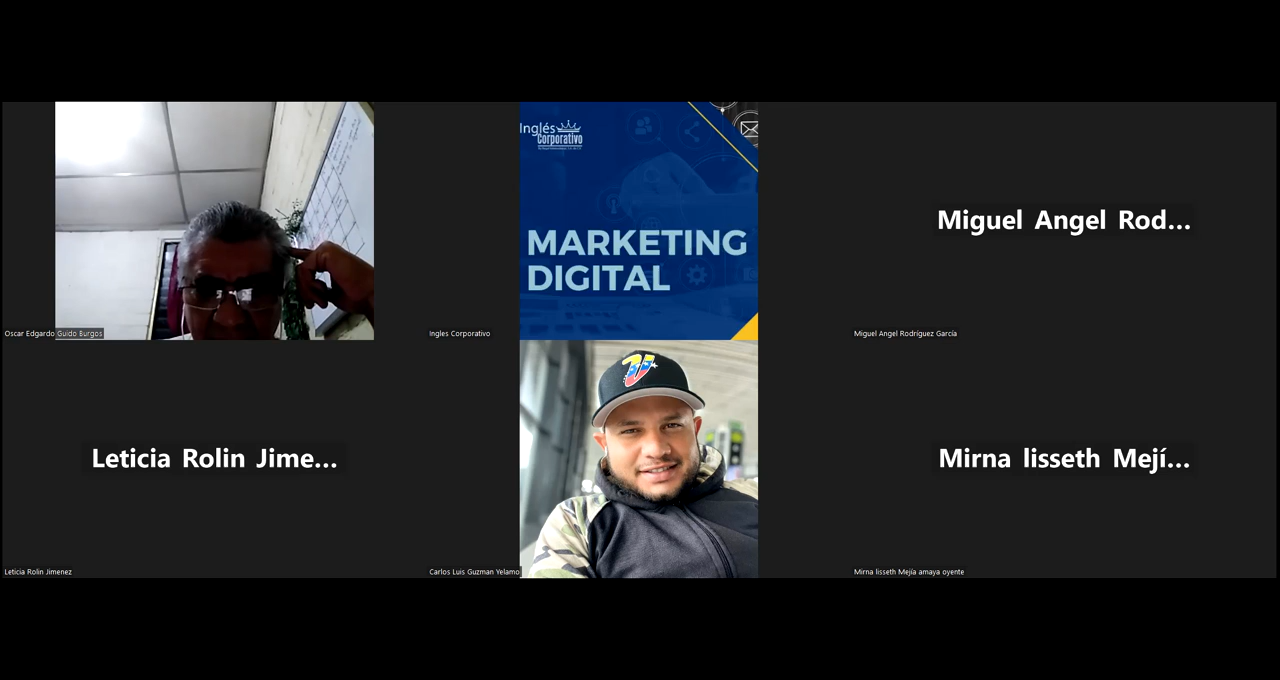 Inglés
Corporativo
MARKETING
DIGITAL
Miguel Angel Rod...
Oscar Edgardo Guido Burgos
Ingles Corporativo
Miguel Angel Rodríguez García
Leticia Rolin Jime...
Mirna lisseth Mejí...
Leticia Rolin Jimenez
Carlos Luis Guzman Yelamo
Mirna lisseth Mejía amaya oyente